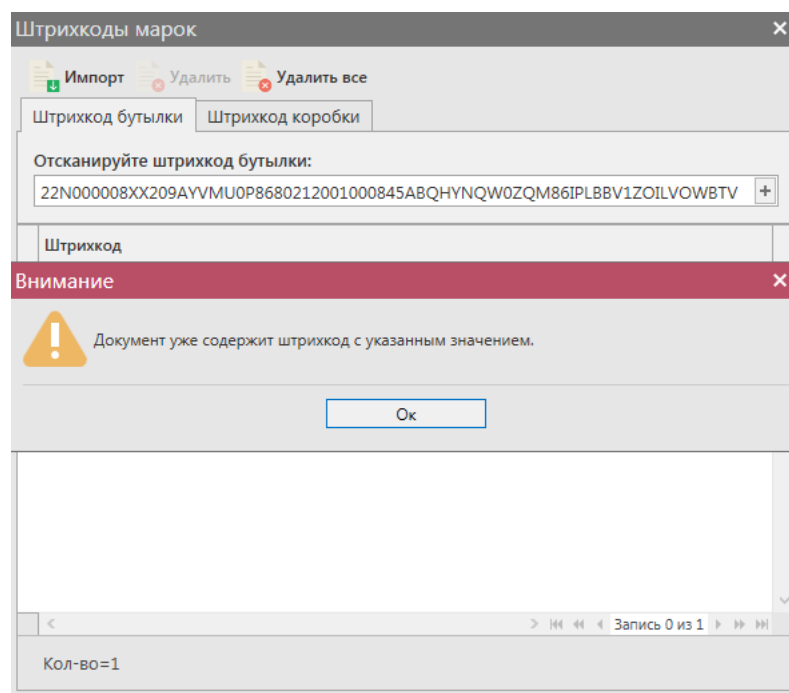 Штрихкоды марок
Импорт Удалить Удалить все
Штрихкод бутылки Штрихкод коробки
Отсканируйте штрихкод бутылки:
22N000008XX209AYVMU0P8680212001000845ABQHYNQW0ZQM86IPLBBV1ZOILVOWBTV
Штрихкод
Внимание
Документ уже содержит штрихкод с указанным значением.
Ок
Запись 0 из 1
Кол-во=1